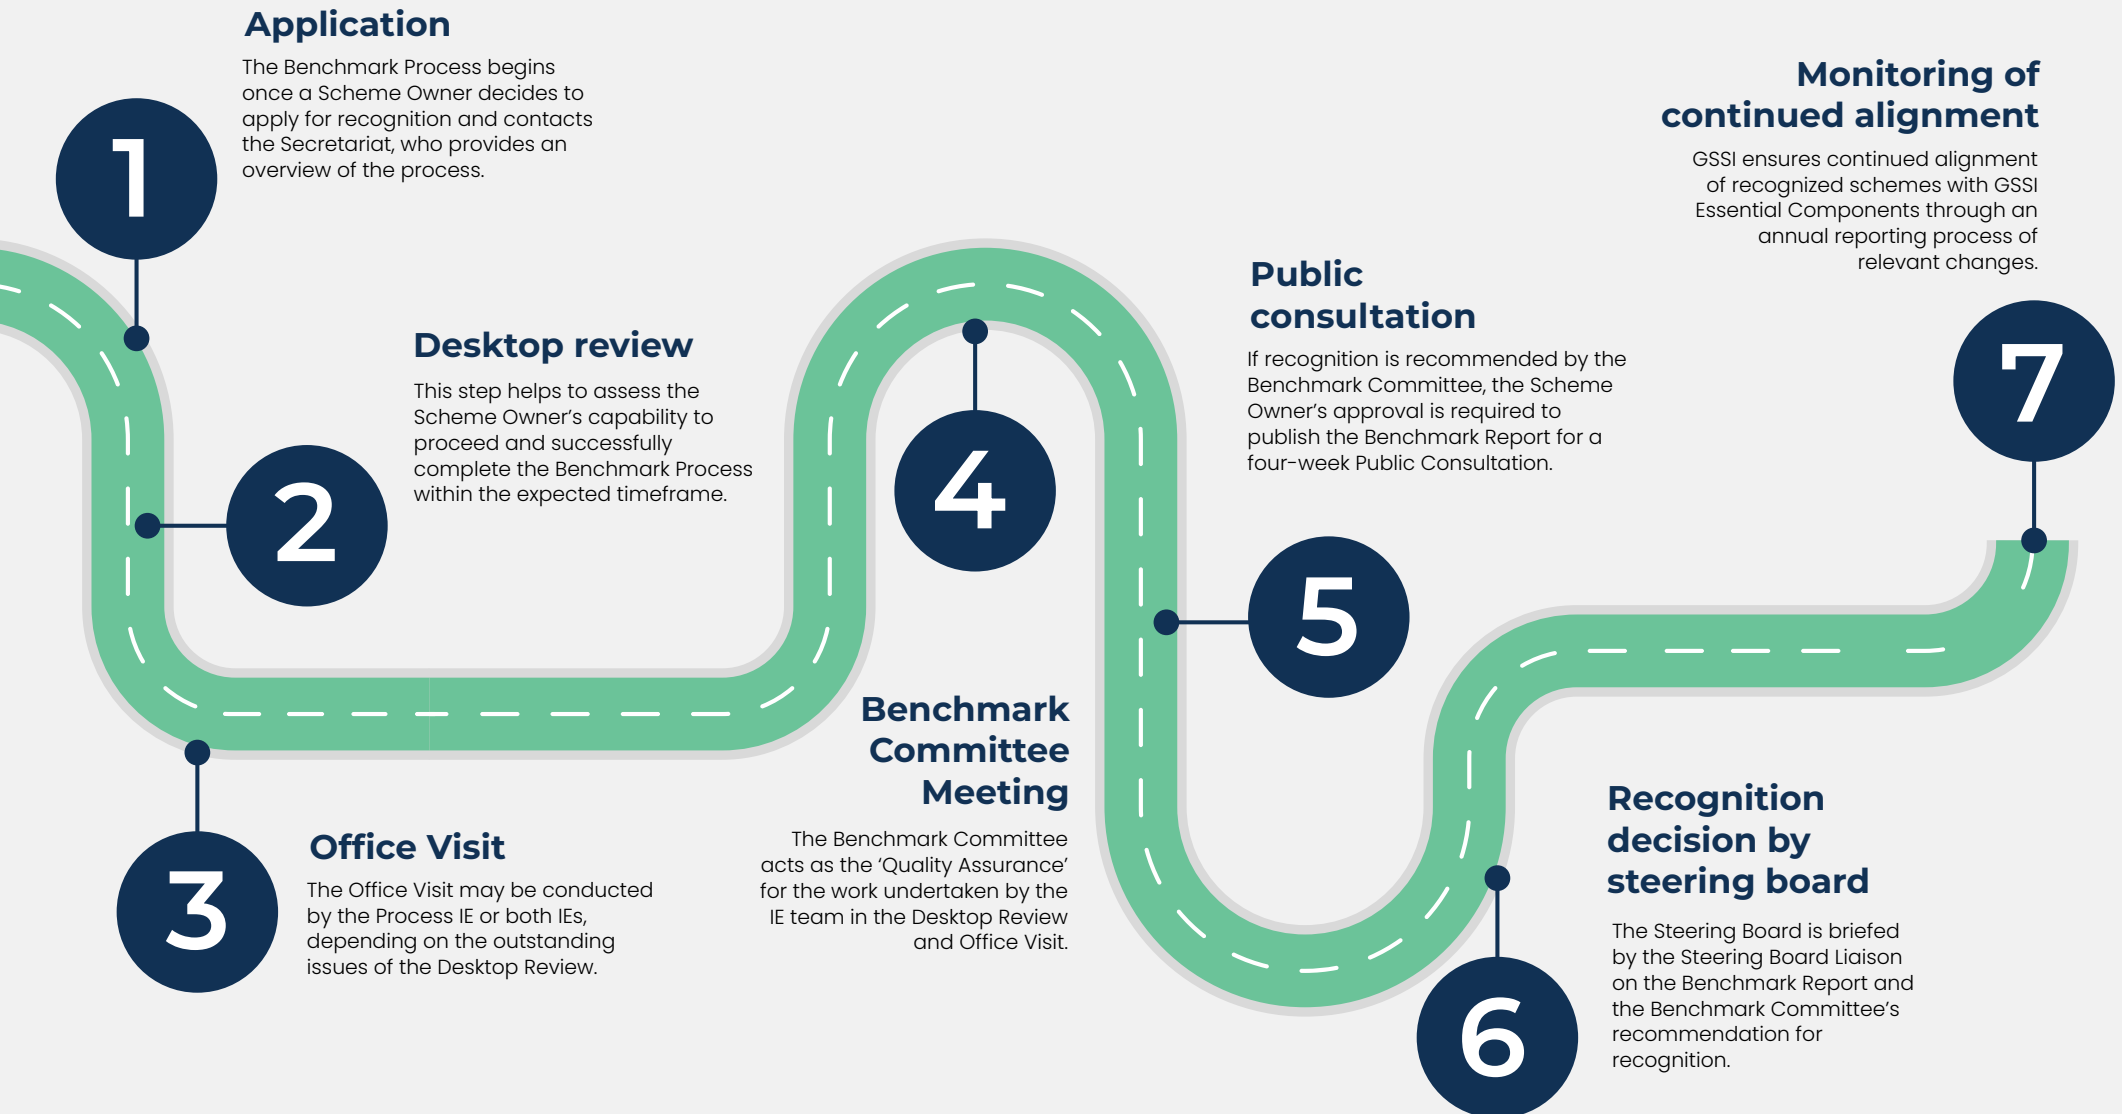 1
Application
The Benchmark Process begins
once a Scheme Owner decides to
apply for recognition and contacts
the Secretariat, who provides an
overview of the process.
2
Desktop review
This step helps to assess the
Scheme Owner’s capability to
proceed and successfully
complete the Benchmark Process
within the expected timeframe.
3
Office Visit
The Office Visit may be conducted
by the Process IE or both IEs,
depending on the outstanding
issues of the Desktop Review.
4
Benchmark
Committee
Meeting
The Benchmark Committee
acts as the ‘Quality Assurance’
for the work undertaken by the
IE team in the Desktop Review
and Office Visit.
5
Public
consultation
If recognition is recommended by the
Benchmark Committee, the Scheme
Owner’s approval is required to
publish the Benchmark Report for a
four-week Public Consultation.
6
Recognition
decision by
steering board
The Steering Board is briefed
by the Steering Board Liaison
on the Benchmark Report and
the Benchmark Committee’s
recommendation for
recognition.
7
Monitoring of
continued alignment
GSSI ensures continued alignment
of recognized schemes with GSSI
Essential Components through an
annual reporting process of
relevant changes.